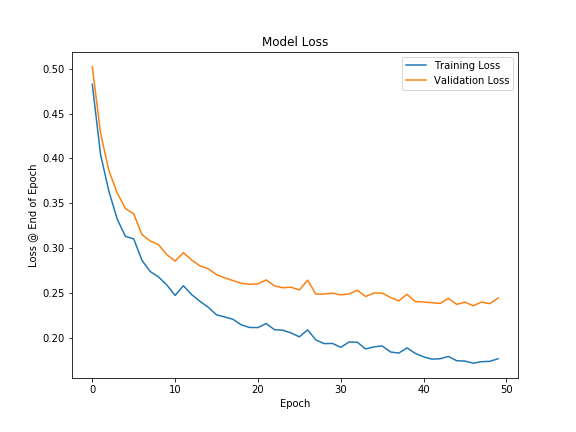 Model Loss
Training Loss
Validation Loss
Loss @ End of Epoch
0.50
0.45
0.40
0.35
0.30
0.25
0.20
0 10 20 30 40 50
Epoch